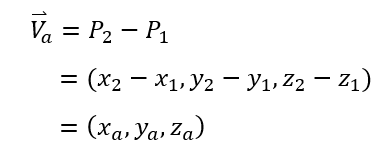 V⃗ₐ = P₂ − P₁
= (x₂ − x₁, y₂ − y₁, z₂ − z₁)
= (xₐ, yₐ, zₐ)